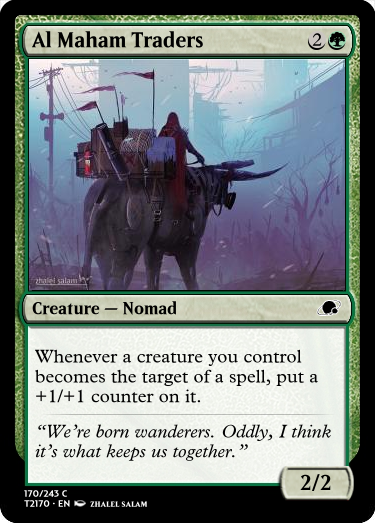 Al Maham Traders 2
zhalel salam
Creature — Nomad
Whenever a creature you control
becomes the target of a spell, put a
+1/+1 counter on it.
“We’re born wanderers. Oddly, I think
it’s what keeps us together.”
2/2
170/243 C
T2170 · EN ZHALEL SALAM